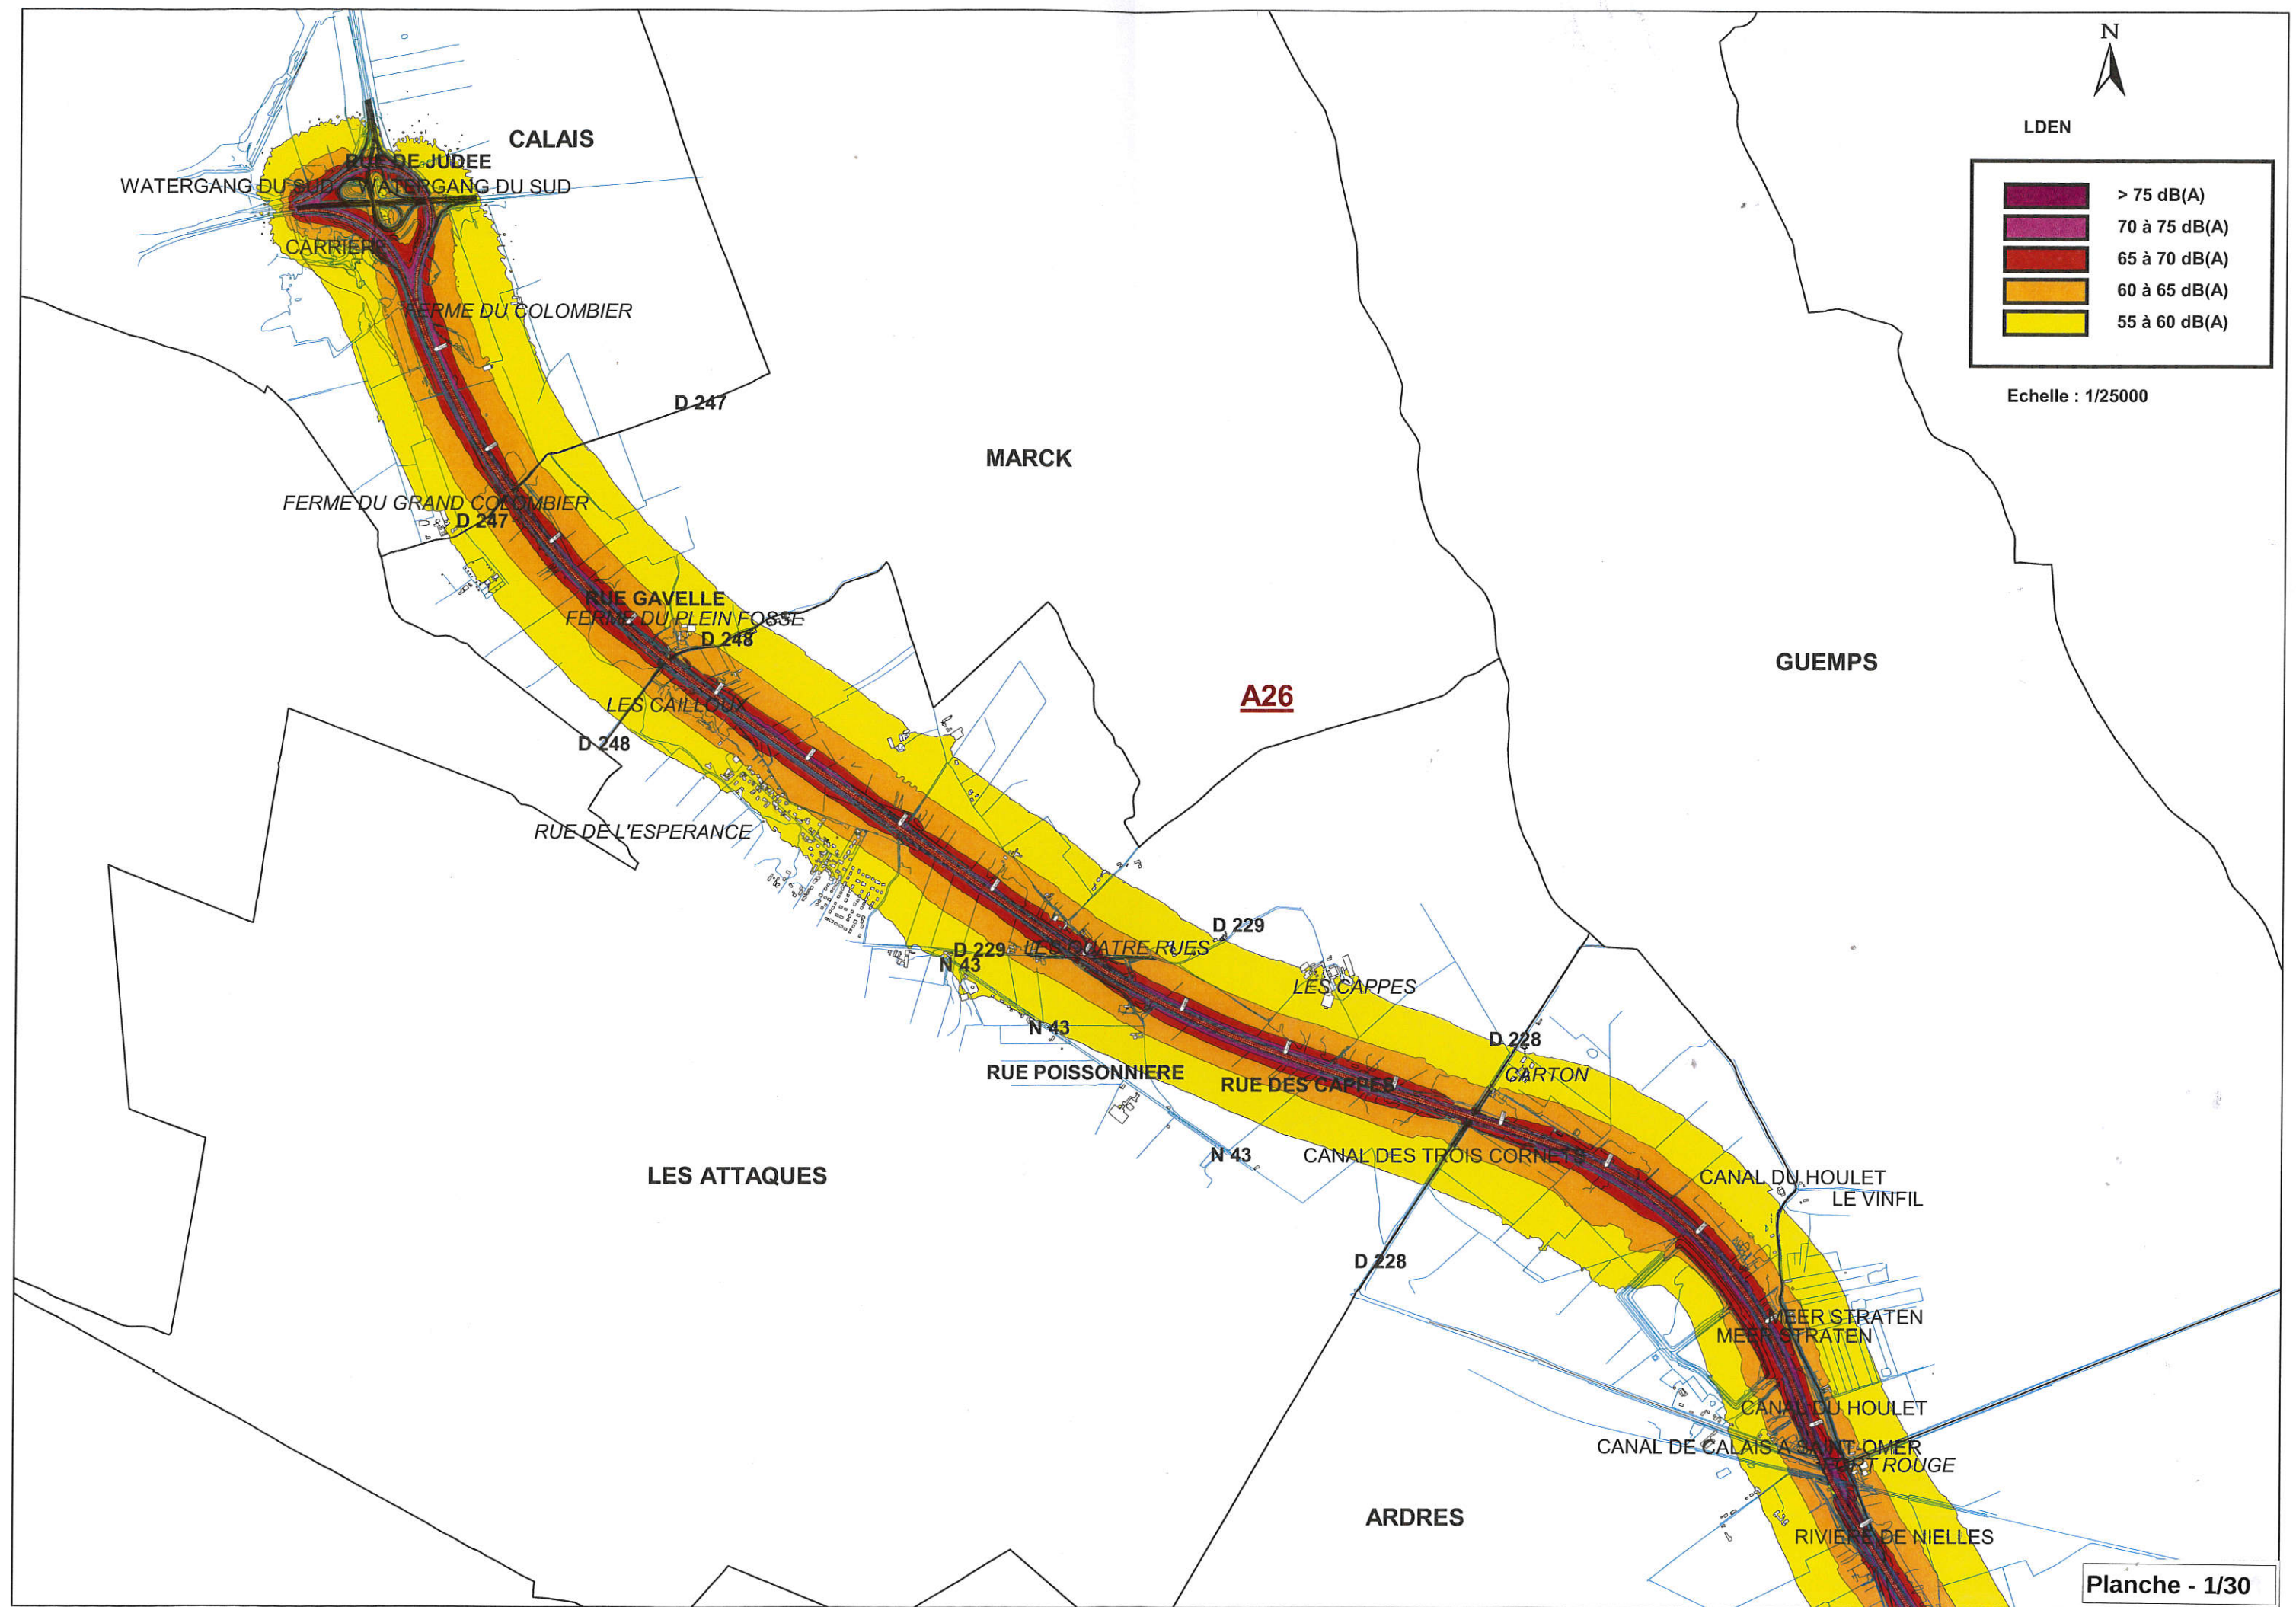 N
LDEN
> 75 dB(A)
70 à 75 dB(A)
65 à 70 dB(A)
60 à 65 dB(A)
55 à 60 dB(A)
Echelle : 1/25000
CALAIS
RUE DE JUDEE
WATERGANG DU SUD
WATERGANG DU SUD
CARRIERE
FERME DU COLOMBIER
D 247
MARCK
FERME DU GRAND COLOMBIER
D 247
RUE GAVELLE
FERME DU PLEIN FOSSE
D 248
GUEMPS
A26
LES CAILLOUX
D 248
RUE DE L'ESPERANCE
D 229
D 229
LES QUATRE RUES
N 43
LES CAPPES
N 43
D 228
RUE POISSONNIERE
CARTON
RUE DES CAPPES
N 43
CANAL DES TROIS CORNETS
LES ATTAQUES
CANAL DU HOULET
LE VINFIL
D 228
MEER STRATEN
MEER STRATEN
CANAL DU HOULET
CANAL DE CALAIS A SAINT-OMER
FORT ROUGE
ARDRES
RIVIERE DE NIELLES
Planche - 1/30